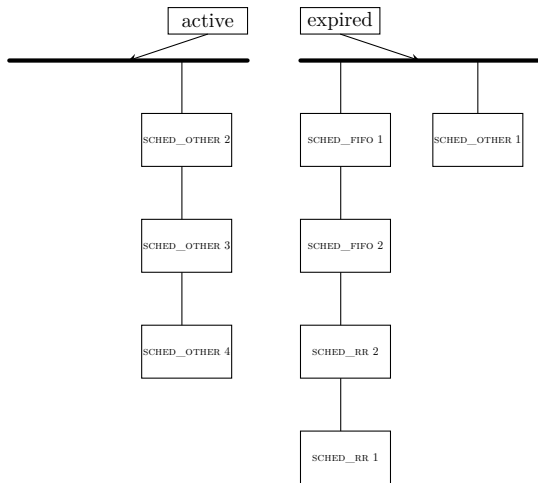 active
expired
SCHED_OTHER 2
SCHED_FIFO 1
SCHED_OTHER 1
SCHED_OTHER 3
SCHED_FIFO 2
SCHED_OTHER 4
SCHED_RR 2
SCHED_RR 1